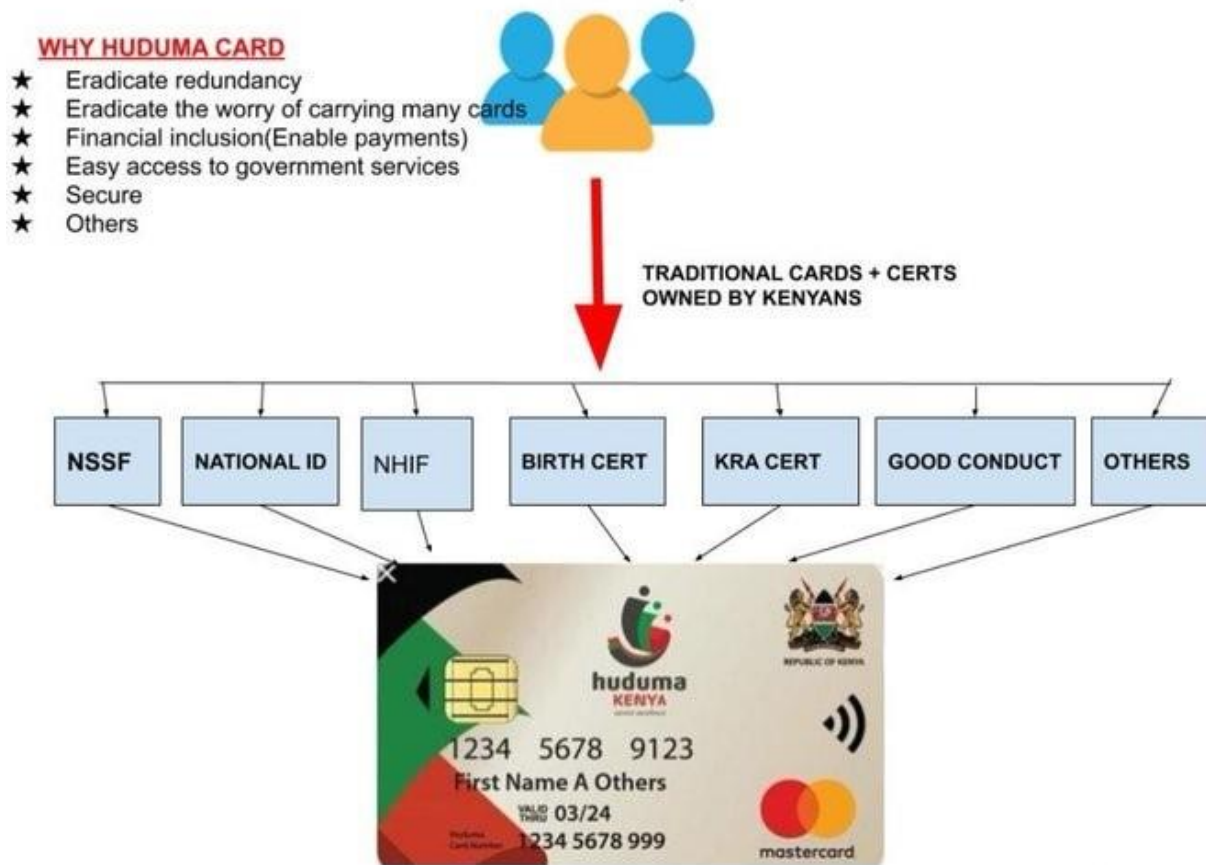 WHY HUDUMA CARD
★ Eradicate redundancy
★ Eradicate the worry of carrying many cards
★ Financial inclusion(Enable payments)
★ Easy access to government services
★ Secure
★ Others
TRADITIONAL CARDS + CERTS
OWNED BY KENYANS
NSSF
NATIONAL ID
NHIF
BIRTH CERT
KRA CERT
GOOD CONDUCT
OTHERS
REPUBLIC OF KENYA
huduma
KENYA
1234 5678 9123
First Name A Others
VALID
THRU 03/24
Huduma
Card Number 1234 5678 999
mastercard